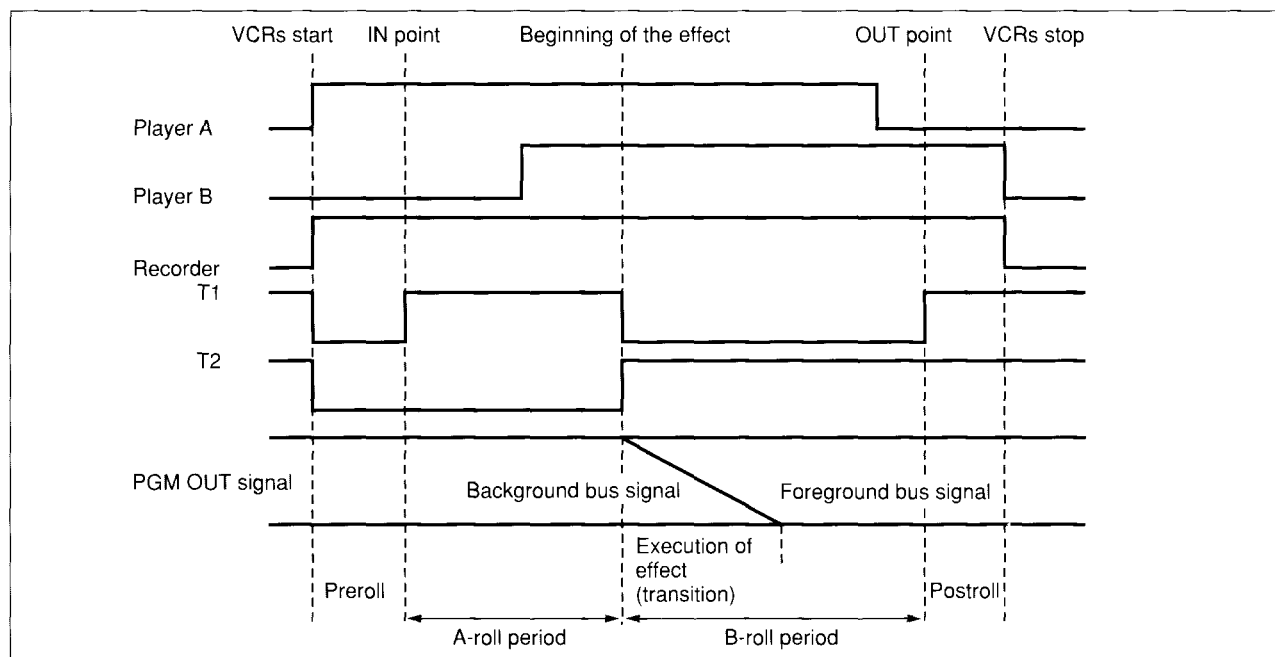 VCRs start IN point Beginning of the effect OUT point VCRs stop
Player A
Player B
Recorder
T1
T2
PGM OUT signal
Background bus signal Foreground bus signal
Execution of
effect
(transition)
Preroll Postroll
A-roll period B-roll period